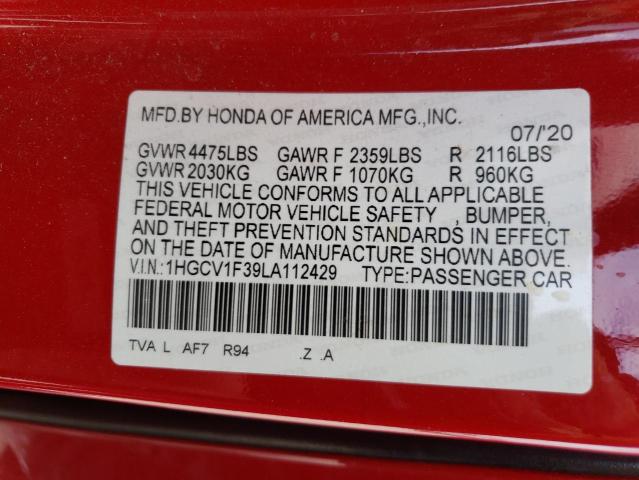 MFD.BY HONDA OF AMERICA MFG.,INC.
07/'20
GVWR 4475LBS GAWR F 2359LBS R 2116LBS
GVWR 2030KG GAWR F 1070KG R 960KG
THIS VEHICLE CONFORMS TO ALL APPLICABLE
FEDERAL MOTOR VEHICLE SAFETY , BUMPER,
AND THEFT PREVENTION STANDARDS IN EFFECT
ON THE DATE OF MANUFACTURE SHOWN ABOVE.
V.I.N.:1HGCV1F39LA112429 TYPE:PASSENGER CAR
TVA L AF7 R94 .Z .A